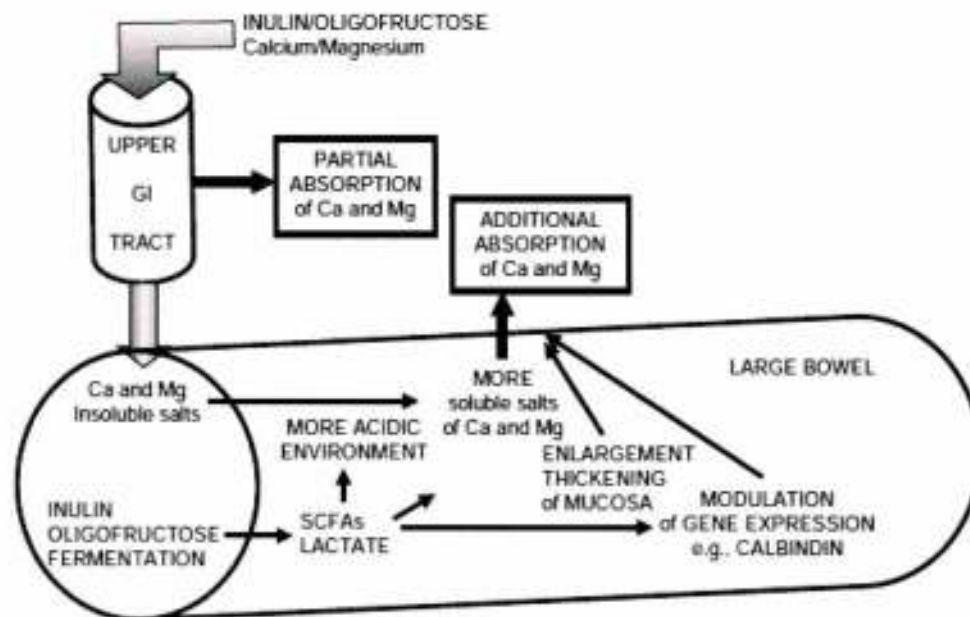 INULIN/OLIGOFRUCTOSE
Calcium/Magnesium
UPPER
GI
TRACT
PARTIAL
ABSORPTION
of Ca and Mg
ADDITIONAL
ABSORPTION
of Ca and Mg
LARGE BOWEL
Ca and Mg
Insoluble salts
MORE
soluble salts
of Ca and Mg
MORE ACIDIC
ENVIRONMENT
ENLARGEMENT
THICKENING
of MUCOSA
MODULATION
of GENE EXPRESSION
e.g., CALBINDIN
INULIN
OLIGOFRUCTOSE
FERMENTATION
SCFAs
LACTATE